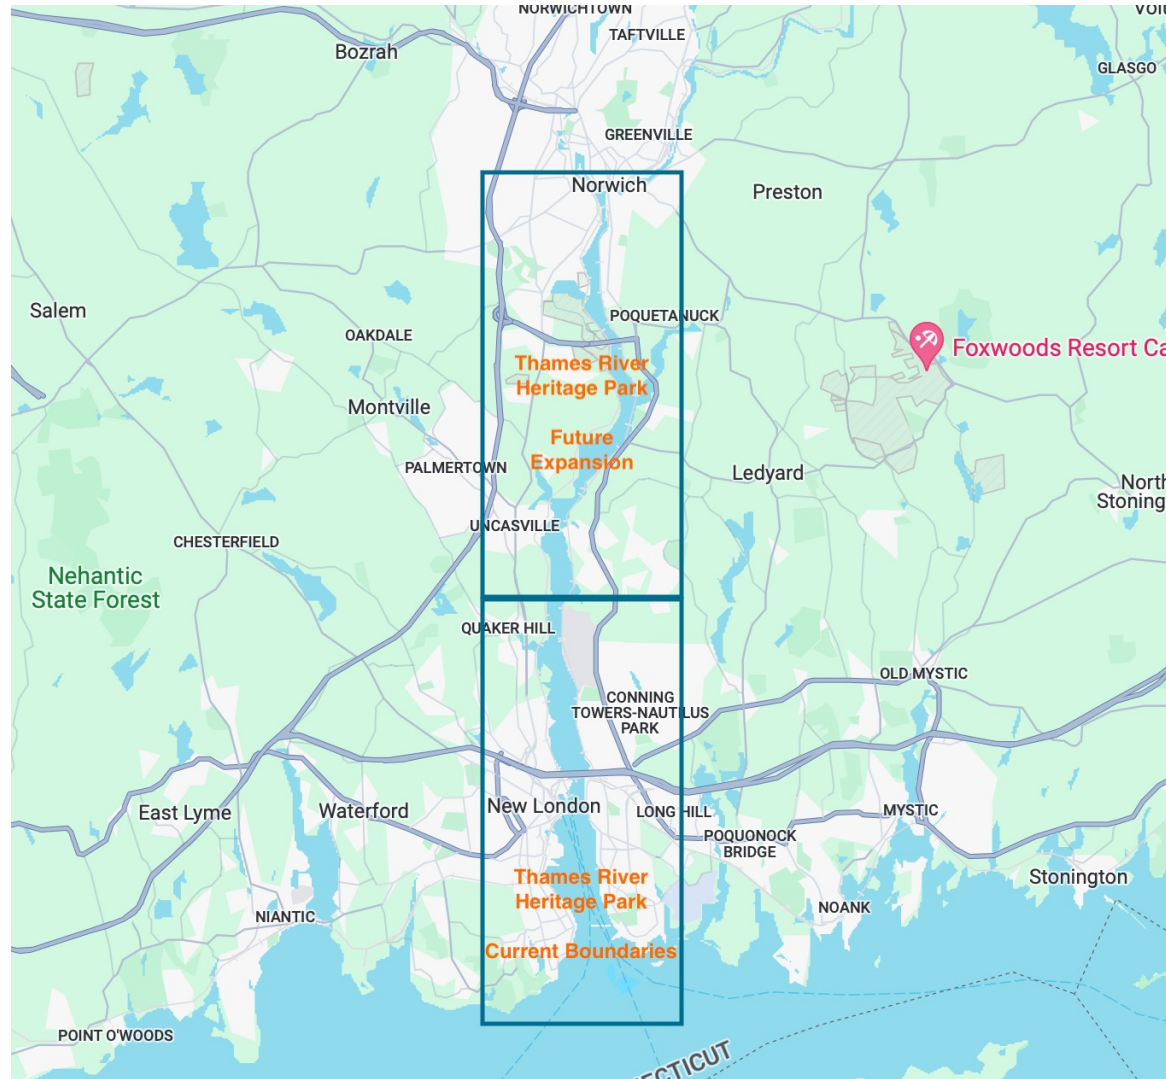 NORWICHTOWN
TAFTVILLE
Bozrah
GLASGO
GREENVILLE
Norwich
Preston
Salem
POQUETANUCK
OAKDALE
Foxwoods Resort Ca
Thames River
Heritage Park
Montville
Future
Expansion
PALMERTOWN
Ledyard
North
Stoning
UNCASVILLE
CHESTERFIELD
Nehantic
State Forest
QUAKER HILL
OLD MYSTIC
CONNING
TOWERS-NAUTILUS
PARK
East Lyme
Waterford
New London
LONG HILL
MYSTIC
POQUONOCK
BRIDGE
Thames River
Heritage Park
Stonington
NIANTIC
NOANK
Current Boundaries
POINT O'WOODS
ECTICUT